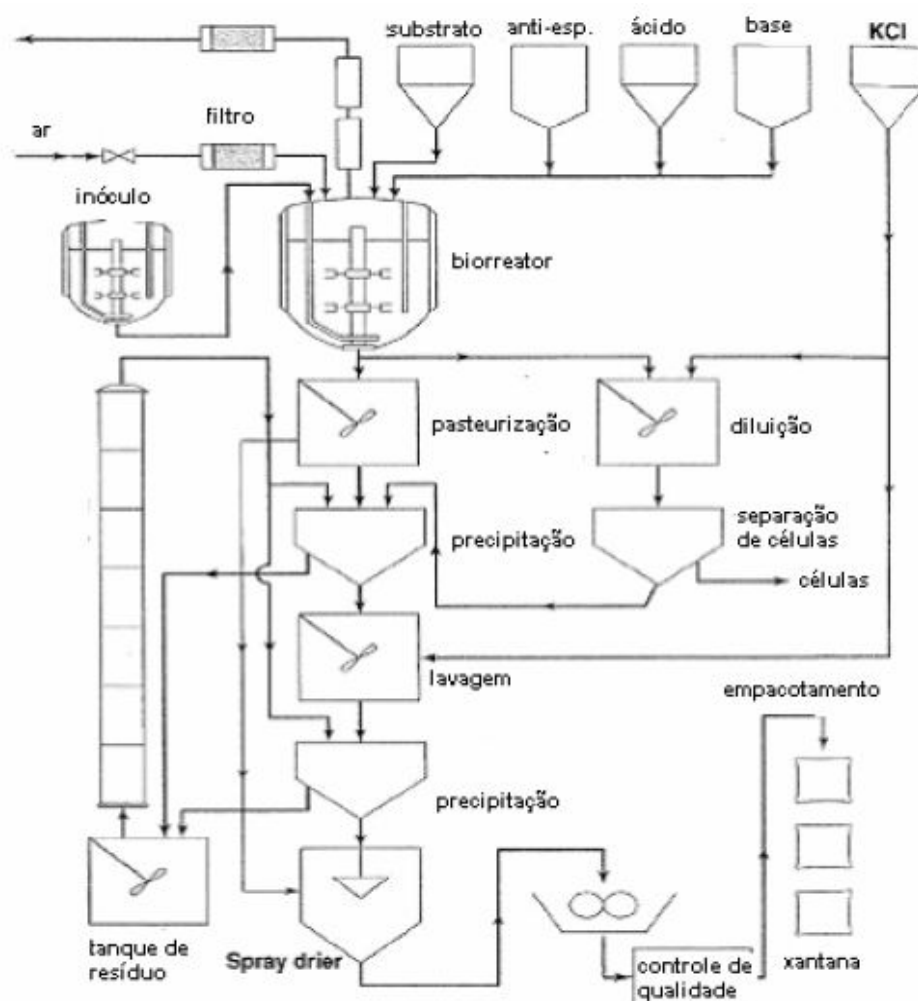 substrato
anti-esp.
ácido
base
KCl
filtro
ar
inóculo
biorreator
pasteurização
diluição
precipitação
separação
de células
células
lavagem
empacotamento
precipitação
tanque de
resíduo
Spray drier
controle de
qualidade
xantana